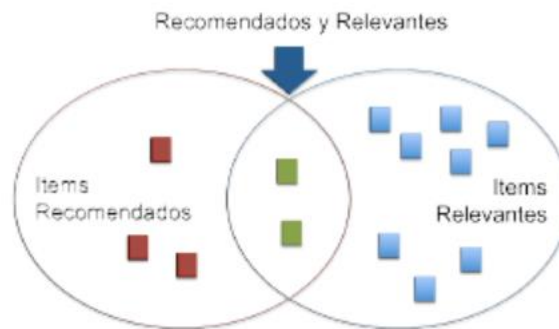 Recomendados y Relevantes
Items
Recomendados
Items
Relevantes